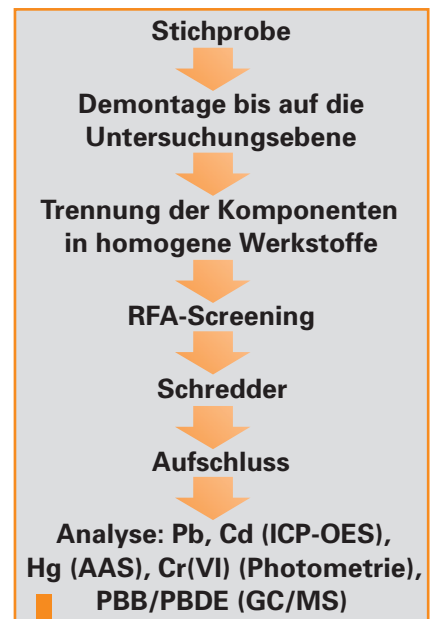 Stichprobe
Demontage bis auf die
Untersuchungsebene
Trennung der Komponenten
in homogene Werkstoffe
RFA-Screening
Schredder
Aufschluss
Analyse: Pb, Cd (ICP-OES),
Hg (AAS), Cr(VI) (Photometrie),
PBB/PBDE (GC/MS)